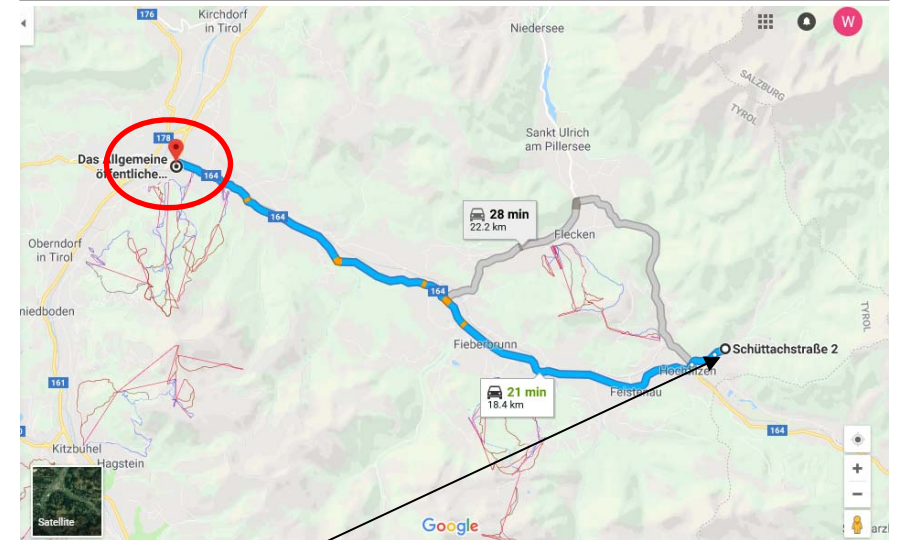 176
Kirchdorf
in Tirol
Niedersee
W
SALZBURG
TYROL
178
Das Allgemeine
öffentliche...
164
Sankt Ulrich
am Pillersee
164
28 min
22.2 km
Flecken
Oberndorf
in Tirol
164
TYROL
Fieberbrunn
Schüttachstraße 2
Hochfilzen
21 min
18.4 km
Feistenau
161
164
Kitzbühel
Hagstein
Satellite
Google